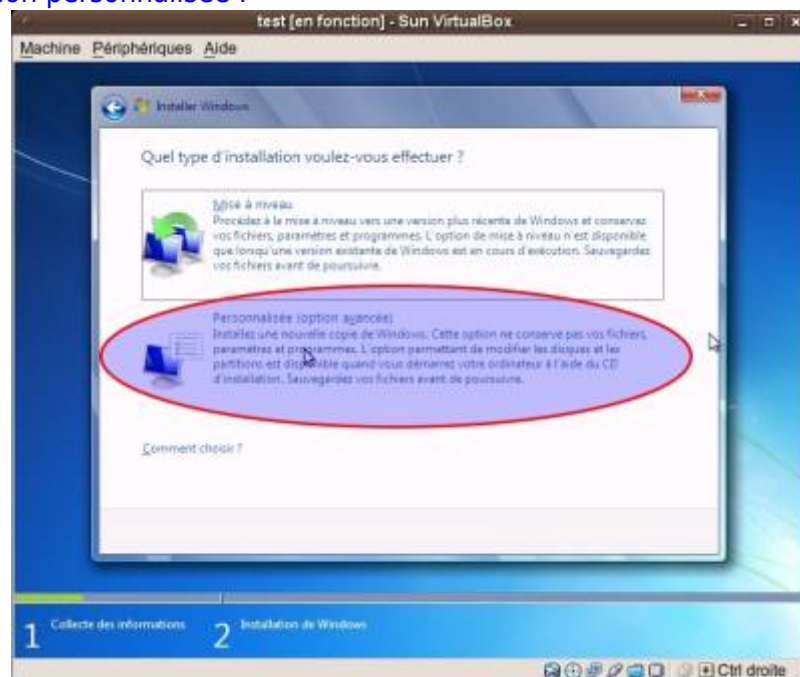 on personnalisée :
test [en fonction] - Sun VirtualBox
Machine Périphériques Aide
Installer Windows
Quel type d'installation voulez-vous effectuer ?
Mise à niveau
Procédez à la mise à niveau vers une version plus récente de Windows et conservez
vos fichiers, paramètres et programmes. L'option de mise à niveau n'est disponible
que lorsqu'une version existante de Windows est en cours d'exécution. Sauvegardez
vos fichiers avant de poursuivre.
Personnalisée (option avancée)
Installez une nouvelle copie de Windows. Cette option ne conserve pas vos fichiers,
paramètres et programmes. L'option permettant de modifier les disques et les
partitions est disponible quand vous démarrez votre ordinateur à l'aide du CD
d'installation. Sauvegardez vos fichiers avant de poursuivre.
Comment choisir ?
1 Collecte des informations 2 Installation de Windows
Ctrl droite